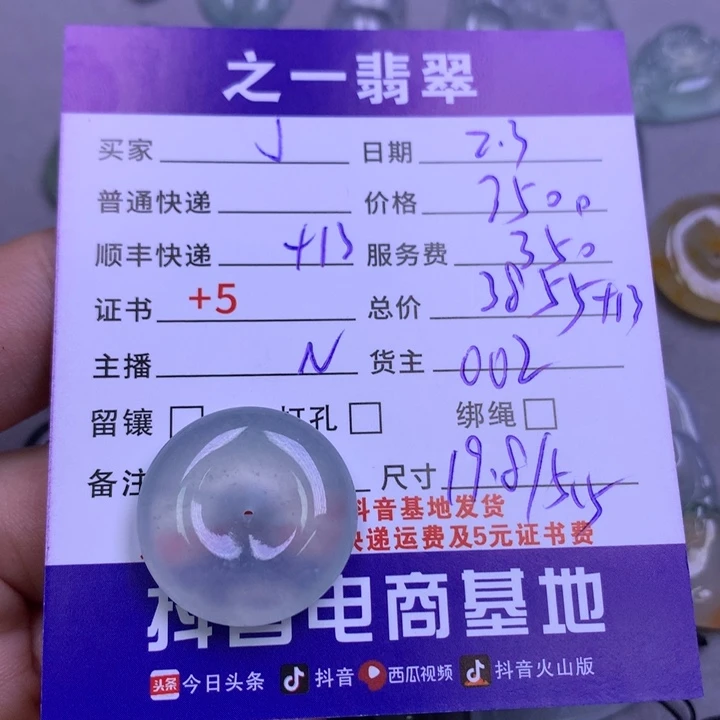 之一翡翠
买家 J 日期 2.3
普通快递 价格 3500
顺丰快递 +13 服务费 350
证书 +5 总价 3855+13
主播 N 货主 002
留镶 打孔 绑绳
备注 尺寸 19.8/5.5
抖音基地发货
快递运费及5元证书费
抖音电商基地
头条 今日头条 抖音 西瓜视频 抖音火山版